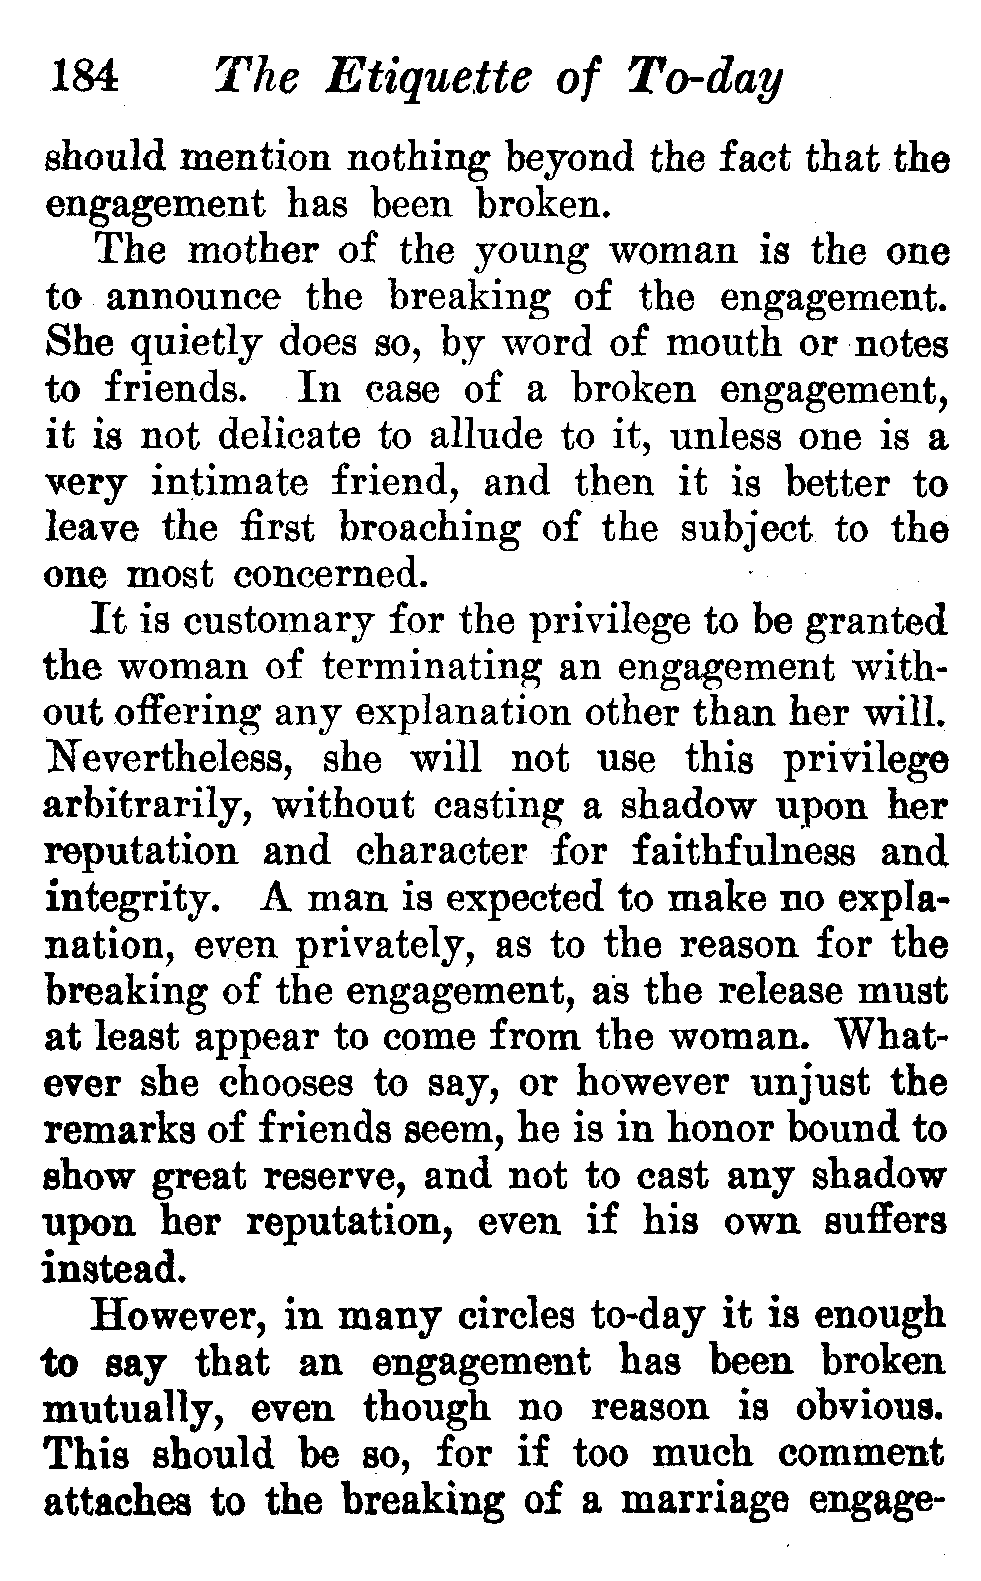 184 The Etiquette of To-day
should mention nothing beyond the fact that the
engagement has been broken.
The mother of the young woman is the one
to announce the breaking of the engagement.
She quietly does so, by word of mouth or notes
to friends. In case of a broken engagement,
it is not delicate to allude to it, unless one is a
very intimate friend, and then it is better to
leave the first broaching of the subject to the
one most concerned.
It is customary for the privilege to be granted
the woman of terminating an engagement with-
out offering any explanation other than her will.
Nevertheless, she will not use this privilege
arbitrarily, without casting a shadow upon her
reputation and character for faithfulness and
integrity. A man is expected to make no expla-
nation, even privately, as to the reason for the
breaking of the engagement, as the release must
at least appear to come from the woman. What-
ever she chooses to say, or however unjust the
remarks of friends seem, he is in honor bound to
show great reserve, and not to cast any shadow
upon her reputation, even if his own suffers
instead.
However, in many circles to-day it is enough
to say that an engagement has been broken
mutually, even though no reason is obvious.
This should be so, for if too much comment
attaches to the breaking of a marriage engage-